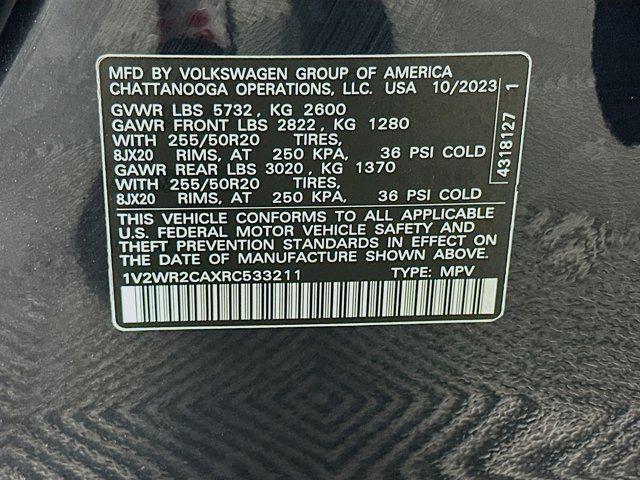 MFD BY VOLKSWAGEN GROUP OF AMERICA
CHATTANOOGA OPERATIONS, LLC. USA 10/2023
GVWR LBS 5732, KG 2600
GAWR FRONT LBS 2822, KG 1280
WITH 255/50R20 TIRES,
8JX20 RIMS, AT 250 KPA, 36 PSI COLD
GAWR REAR LBS 3020, KG 1370
WITH 255/50R20 TIRES,
8JX20 RIMS, AT 250 KPA, 36 PSI COLD
THIS VEHICLE CONFORMS TO ALL APPLICABLE
U.S. FEDERAL MOTOR VEHICLE SAFETY AND
THEFT PREVENTION STANDARDS IN EFFECT ON
THE DATE OF MANUFACTURE SHOWN ABOVE.
1V2WR2CAXRC533211 TYPE: MPV
4318127 1